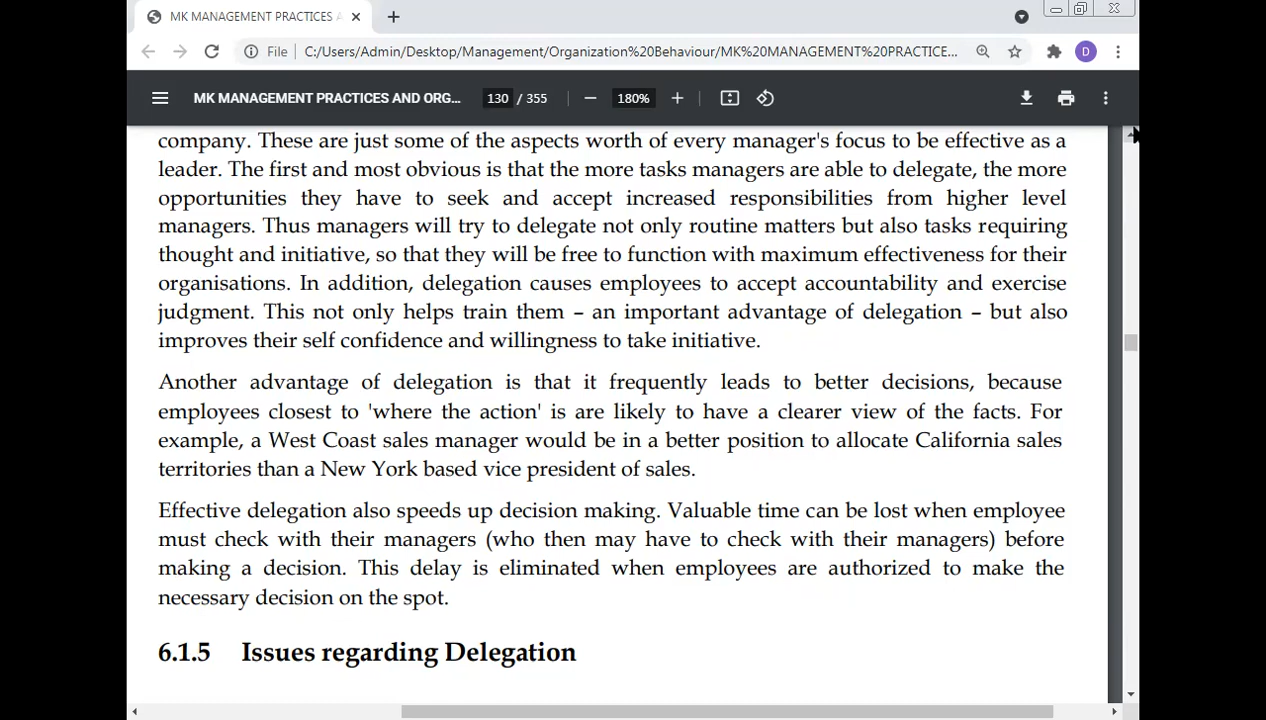 MK MANAGEMENT PRACTICES A
File C:/Users/Admin/Desktop/Management/Organization%20Behaviour/MK%20MANAGEMENT%20PRACTICE... D
MK MANAGEMENT PRACTICES AND ORG... 130 / 355 180%
company. These are just some of the aspects worth of every manager's focus to be effective as a
leader. The first and most obvious is that the more tasks managers are able to delegate, the more
opportunities they have to seek and accept increased responsibilities from higher level
managers. Thus managers will try to delegate not only routine matters but also tasks requiring
thought and initiative, so that they will be free to function with maximum effectiveness for their
organisations. In addition, delegation causes employees to accept accountability and exercise
judgment. This not only helps train them – an important advantage of delegation – but also
improves their self confidence and willingness to take initiative.
Another advantage of delegation is that it frequently leads to better decisions, because
employees closest to 'where the action' is are likely to have a clearer view of the facts. For
example, a West Coast sales manager would be in a better position to allocate California sales
territories than a New York based vice president of sales.
Effective delegation also speeds up decision making. Valuable time can be lost when employee
must check with their managers (who then may have to check with their managers) before
making a decision. This delay is eliminated when employees are authorized to make the
necessary decision on the spot.
6.1.5 Issues regarding Delegation